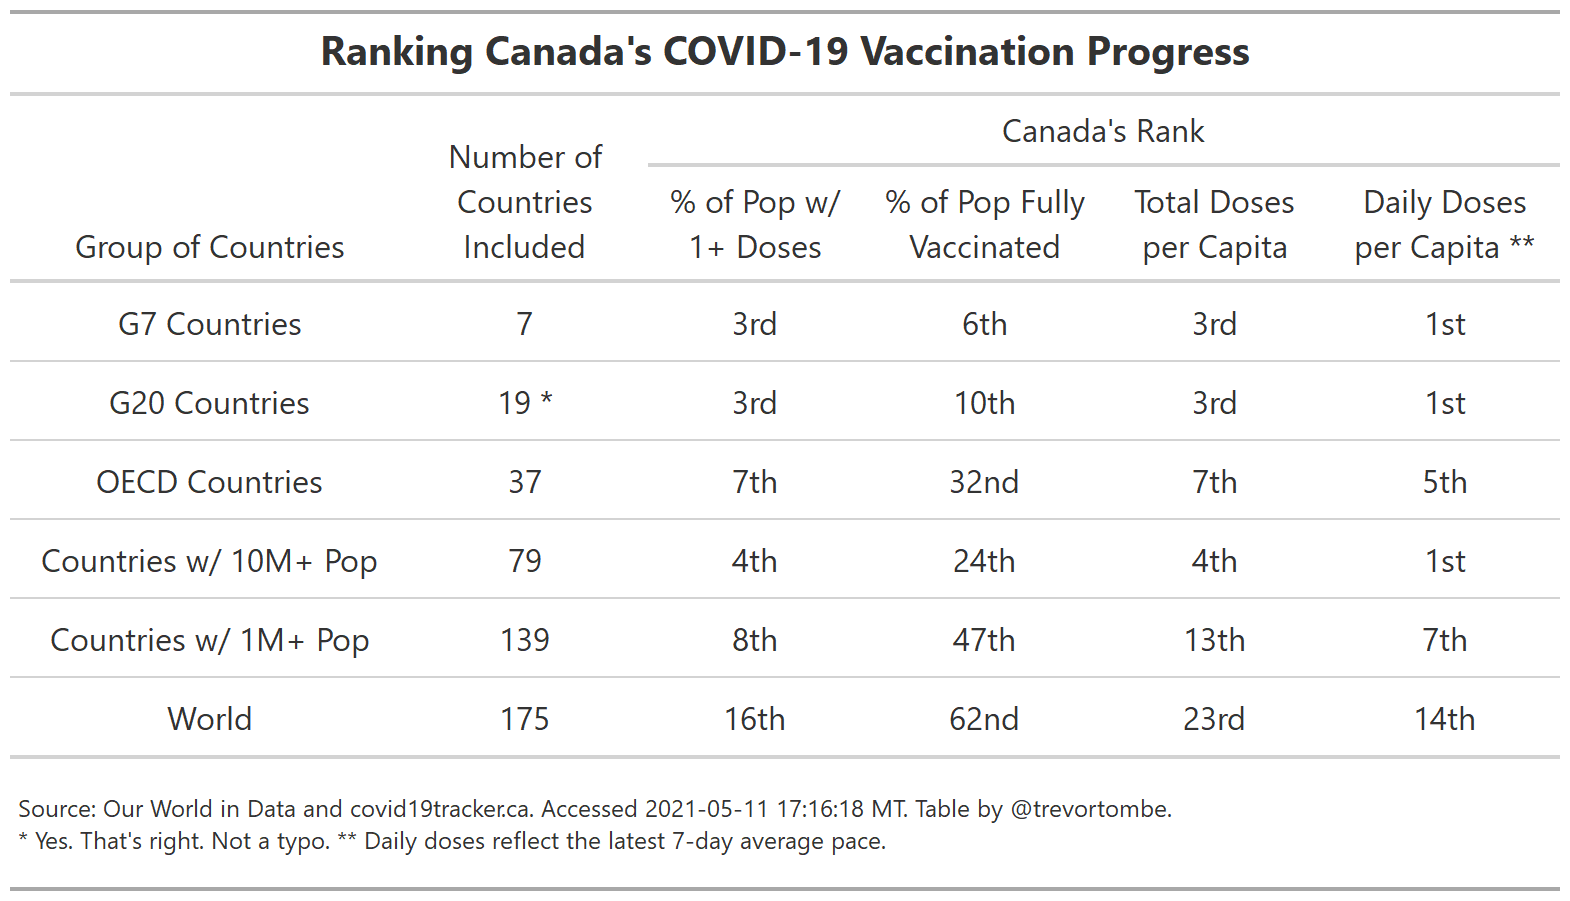 Ranking Canada's COVID-19 Vaccination Progress
Canada's Rank
Group of Countries
Number of
Countries
Included
% of Pop w/
1+ Doses
% of Pop Fully
Vaccinated
Total Doses
per Capita
Daily Doses
per Capita **
G7 Countries 7 3rd 6th 3rd 1st
G20 Countries 19 * 3rd 10th 3rd 1st
OECD Countries 37 7th 32nd 7th 5th
Countries w/ 10M+ Pop 79 4th 24th 4th 1st
Countries w/ 1M+ Pop 139 8th 47th 13th 7th
World 175 16th 62nd 23rd 14th
Source: Our World in Data and covid19tracker.ca. Accessed 2021-05-11 17:16:18 MT. Table by @trevortombe.
* Yes. That's right. Not a typo. ** Daily doses reflect the latest 7-day average pace.